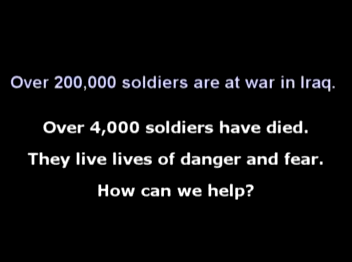 Over 200,000 soldiers are at war in Iraq.
Over 4,000 soldiers have died.
They live lives of danger and fear.
How can we help?